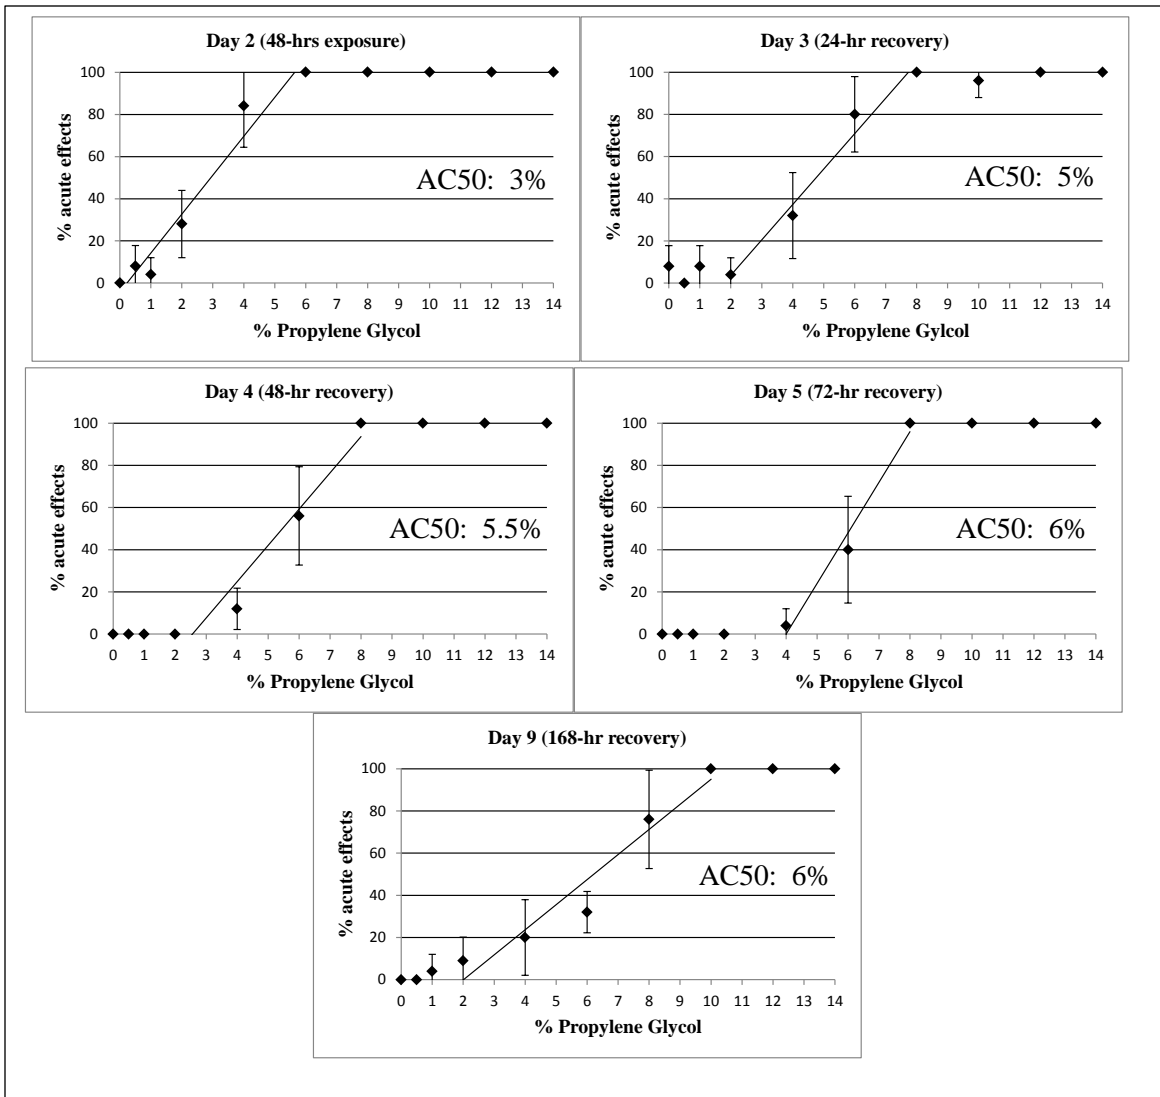 Day 2 (48-hrs exposure)
100
80
60
40
20
0
% acute effects
AC50: 3%
0 1 2 3 4 5 6 7 8 9 10 11 12 13 14
% Propylene Glycol
Day 3 (24-hr recovery)
100
80
60
40
20
0
% acute effects
AC50: 5%
0 1 2 3 4 5 6 7 8 9 10 11 12 13 14
% Propylene Gylcol
Day 4 (48-hr recovery)
100
80
60
40
20
0
% acute effects
AC50: 5.5%
0 1 2 3 4 5 6 7 8 9 10 11 12 13 14
% Propylene Glycol
Day 5 (72-hr recovery)
100
80
60
40
20
0
% acute effects
AC50: 6%
0 1 2 3 4 5 6 7 8 9 10 11 12 13 14
% Propylene Glycol
Day 9 (168-hr recovery)
100
80
60
40
20
0
% acute effects
AC50: 6%
0 1 2 3 4 5 6 7 8 9 10 11 12 13 14
% Propylene Glycol